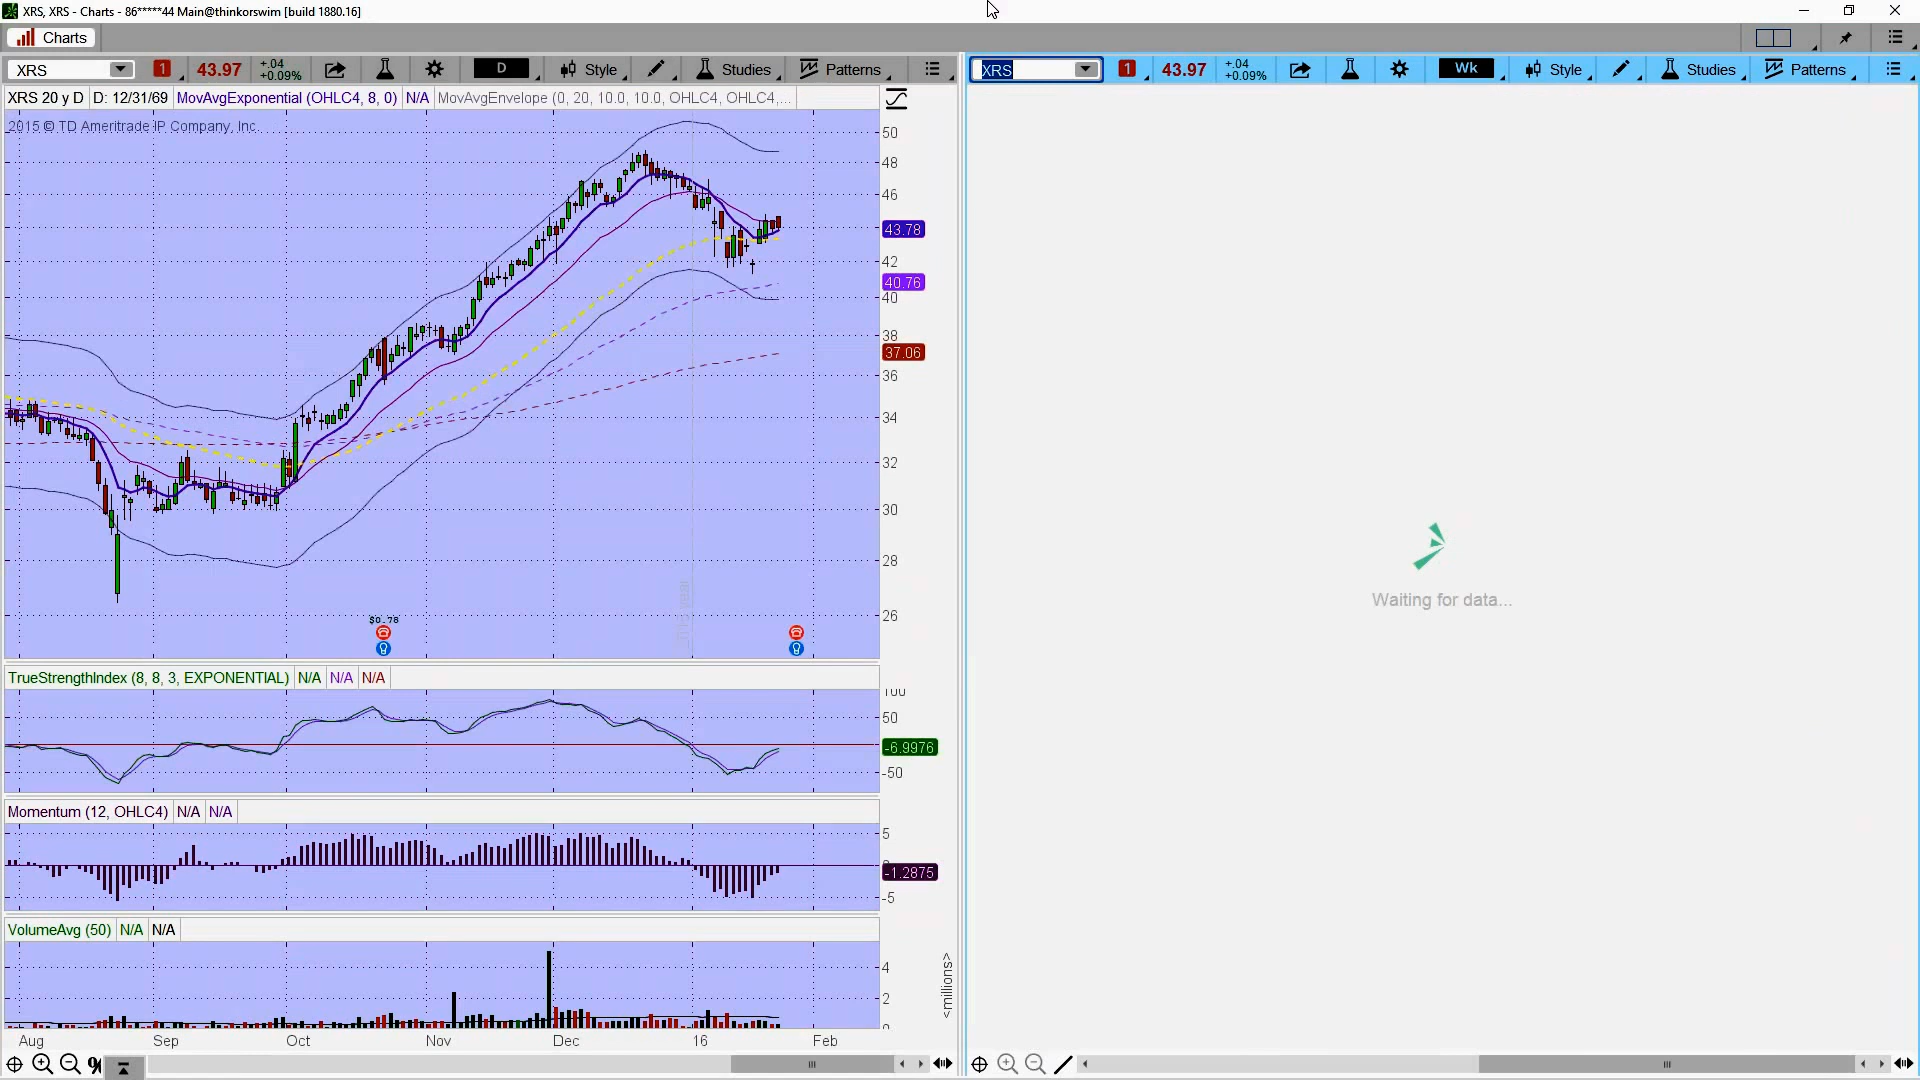 XRS, XRS - Charts - 86*****44 Main@thinkorswim [build 1880.16]
Charts
XRS 1 43.97 +.04 +0.09% D Style Studies Patterns
XRS 1 43.97 +.04 +0.09% Wk Style Studies Patterns
XRS 20 y D D: 12/31/69 MovAvgExponential (OHLC4, 8, 0) N/A MovAvgEnvelope (0, 20, 10.0, 10.0, OHLC4, OHLC4,...
2015 © TD Ameritrade IP Company, Inc.
50
48
46
43.78
42
40.76
40
38
37.06
36
34
32
30
28
26
$0.78
Waiting for data...
TrueStrengthIndex (8, 8, 3, EXPONENTIAL) N/A N/A N/A
100
50
-6.9976
-50
Momentum (12, OHLC4) N/A N/A
5
-1.2875
-5
VolumeAvg (50) N/A N/A
4
2
0
<millions>
Aug Sep Oct Nov Dec 16 Feb